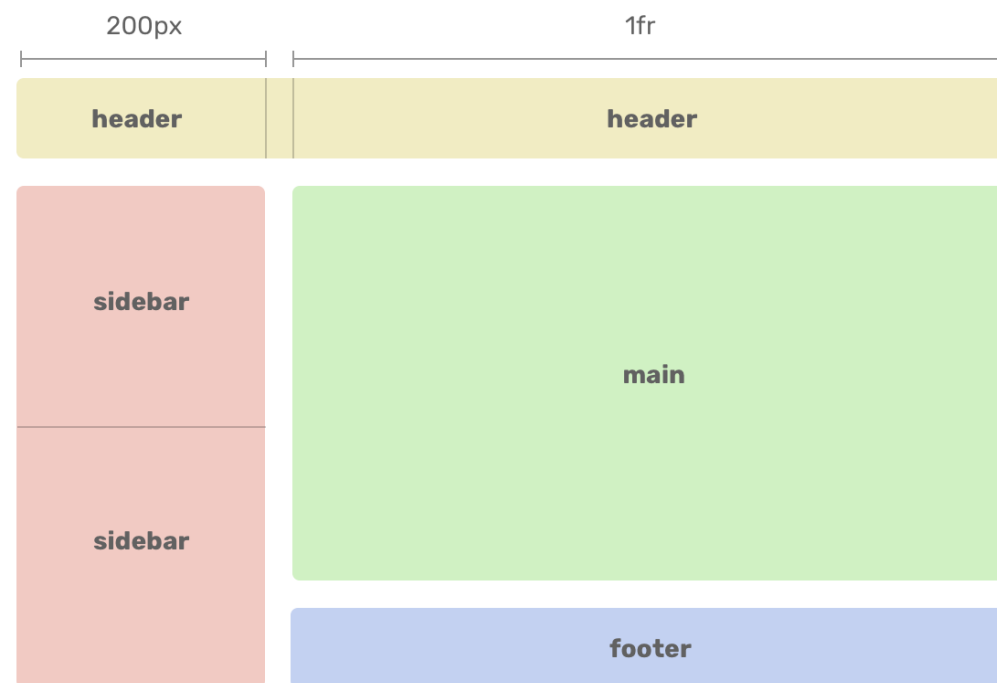 200px
1fr
header
header
sidebar
main
sidebar
footer